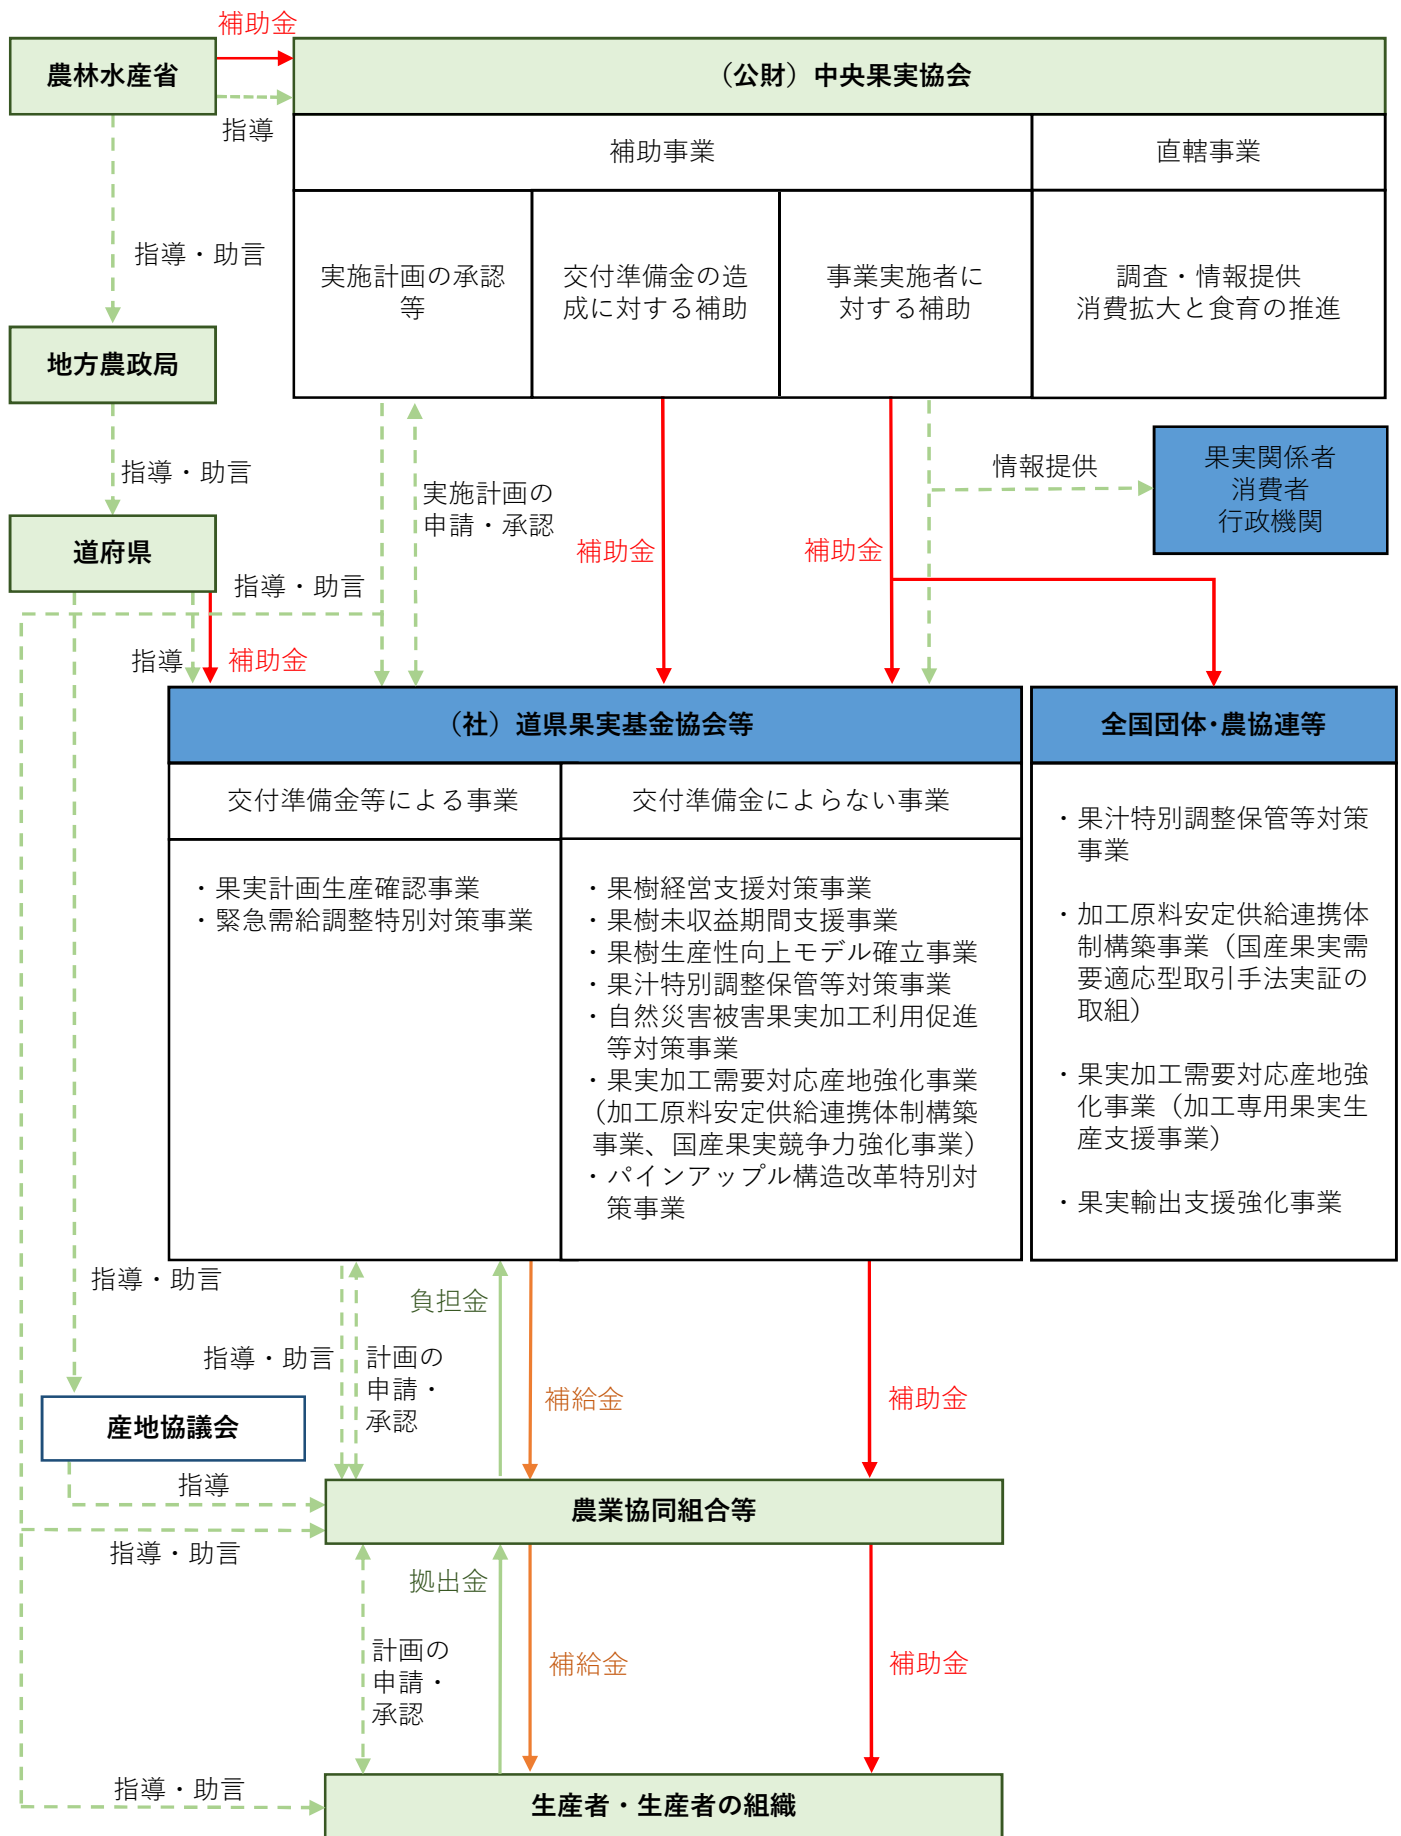 補助金
農林水産省
（公財）中央果実協会
指導
補助事業
直轄事業
指導・助言
実施計画の承認
等
交付準備金の造
成に対する補助
事業実施者に
対する補助
調査・情報提供
消費拡大と食育の推進
地方農政局
指導・助言
実施計画の
申請・承認
情報提供
果実関係者
消費者
行政機関
道府県
補助金
補助金
指導・助言
指導
補助金
（社）道県果実基金協会等
全国団体・農協連等
交付準備金等による事業
交付準備金によらない事業
・果実計画生産確認事業
・緊急需給調整特別対策事業
・果樹経営支援対策事業
・果樹未収益期間支援事業
・果樹生産性向上モデル確立事業
・果汁特別調整保管等対策事業
・自然災害被害果実加工利用促進
等対策事業
・果実加工需要対応産地強化事業
（加工原料安定供給連携体制構築
事業、国産果実競争力強化事業）
・パインアップル構造改革特別対
策事業
・果汁特別調整保管等対策
事業
・加工原料安定供給連携体
制構築事業（国産果実需
要適応型取引手法実証の
取組）
・果実加工需要対応産地強
化事業（加工専用果実生
産支援事業）
・果実輸出支援強化事業
指導・助言
負担金
指導・助言
計画の
申請・
承認
補給金
補助金
産地協議会
指導
農業協同組合等
指導・助言
拠出金
計画の
申請・
承認
補給金
補助金
指導・助言
生産者・生産者の組織